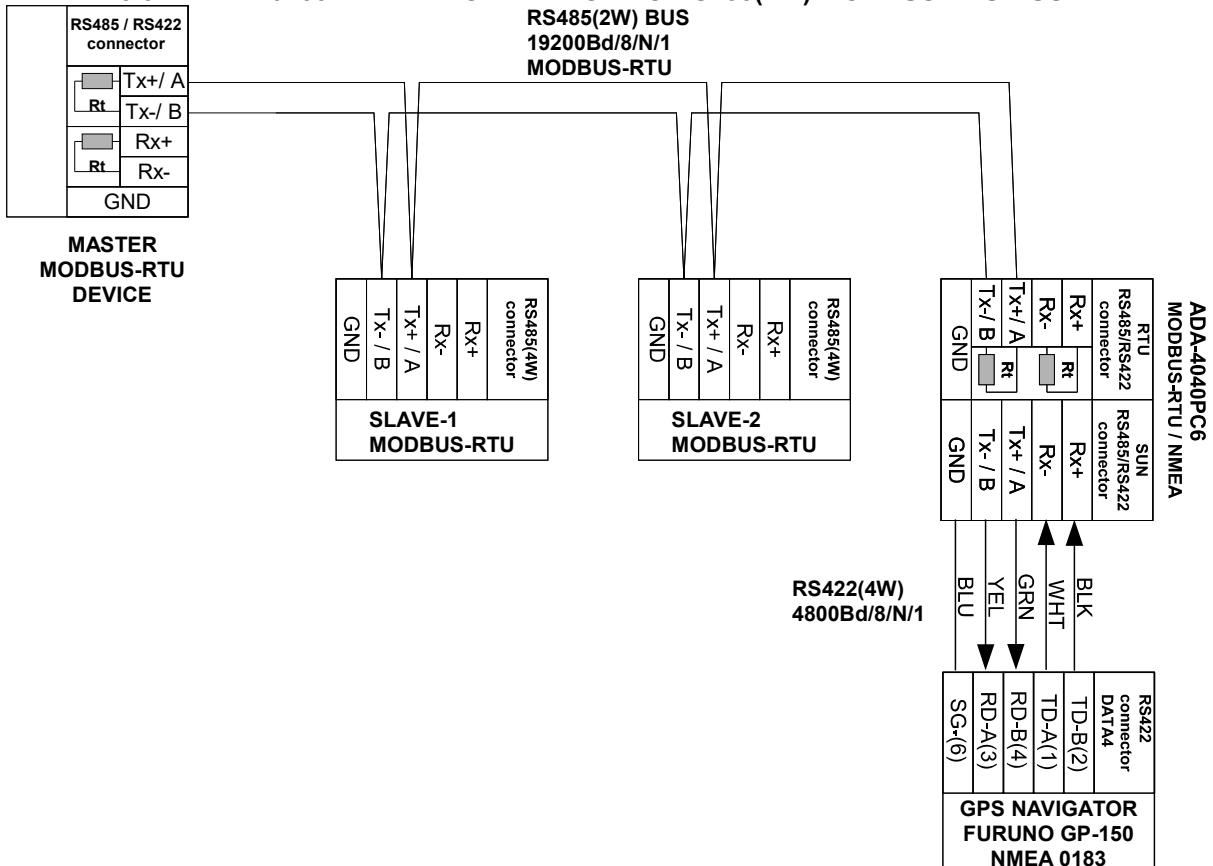 RS485(2W) BUS
19200Bd/8/N/1
MODBUS-RTU
RS485 / RS422
connector
Tx+/ A
Rt
Tx-/ B
Rx+
Rt
Rx-
GND
MASTER
MODBUS-RTU
DEVICE
GND
Tx- / B
Tx+ / A
Rx-
Rx+
RS485(4W)
connector
SLAVE-1
MODBUS-RTU
GND
Tx- / B
Tx+ / A
Rx-
Rx+
RS485(4W)
connector
SLAVE-2
MODBUS-RTU
GND
Tx-/ B
Tx+/ A
Rx-
Rx+
RTU
RS485/RS422
connector
Rt
Rt
GND
Tx- / B
Tx+ / A
Rx-
Rx+
SUN
RS485/RS422
connector
ADA-4040PC6
MODBUS-RTU / NMEA
RS422(4W)
4800Bd/8/N/1
BLU
YEL
GRN
WHT
BLK
SG-(6)
RD-A(3)
RD-B(4)
TD-A(1)
TD-B(2)
RS422
connector
DATA4
GPS NAVIGATOR
FURUNO GP-150
NMEA 0183